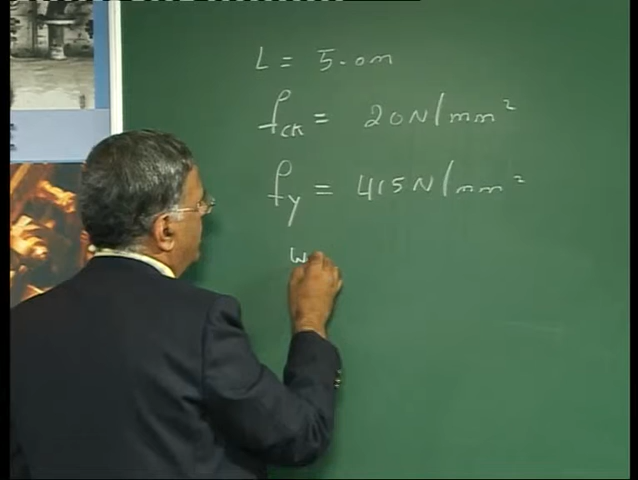 L = 5.0m
fck = 20N/mm²
fy = 415N/mm²
w